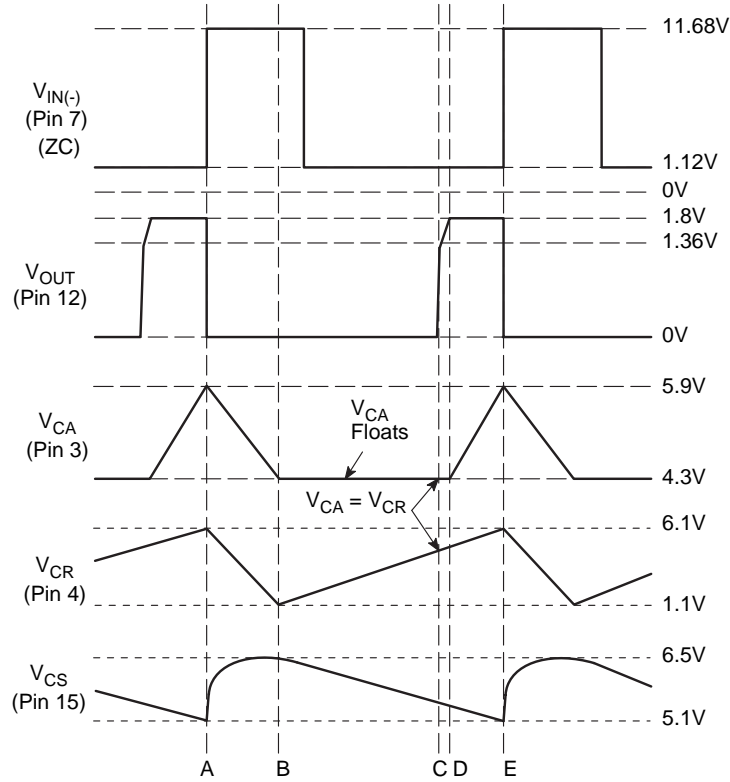 11.68V
V_IN(-)
(Pin 7)
(ZC)
1.12V
0V
1.8V
1.36V
V_OUT
(Pin 12)
0V
5.9V
V_CA
(Pin 3)
V_CA
Floats
4.3V
V_CA = V_CR
6.1V
V_CR
(Pin 4)
1.1V
6.5V
V_CS
(Pin 15)
5.1V
A B C D E